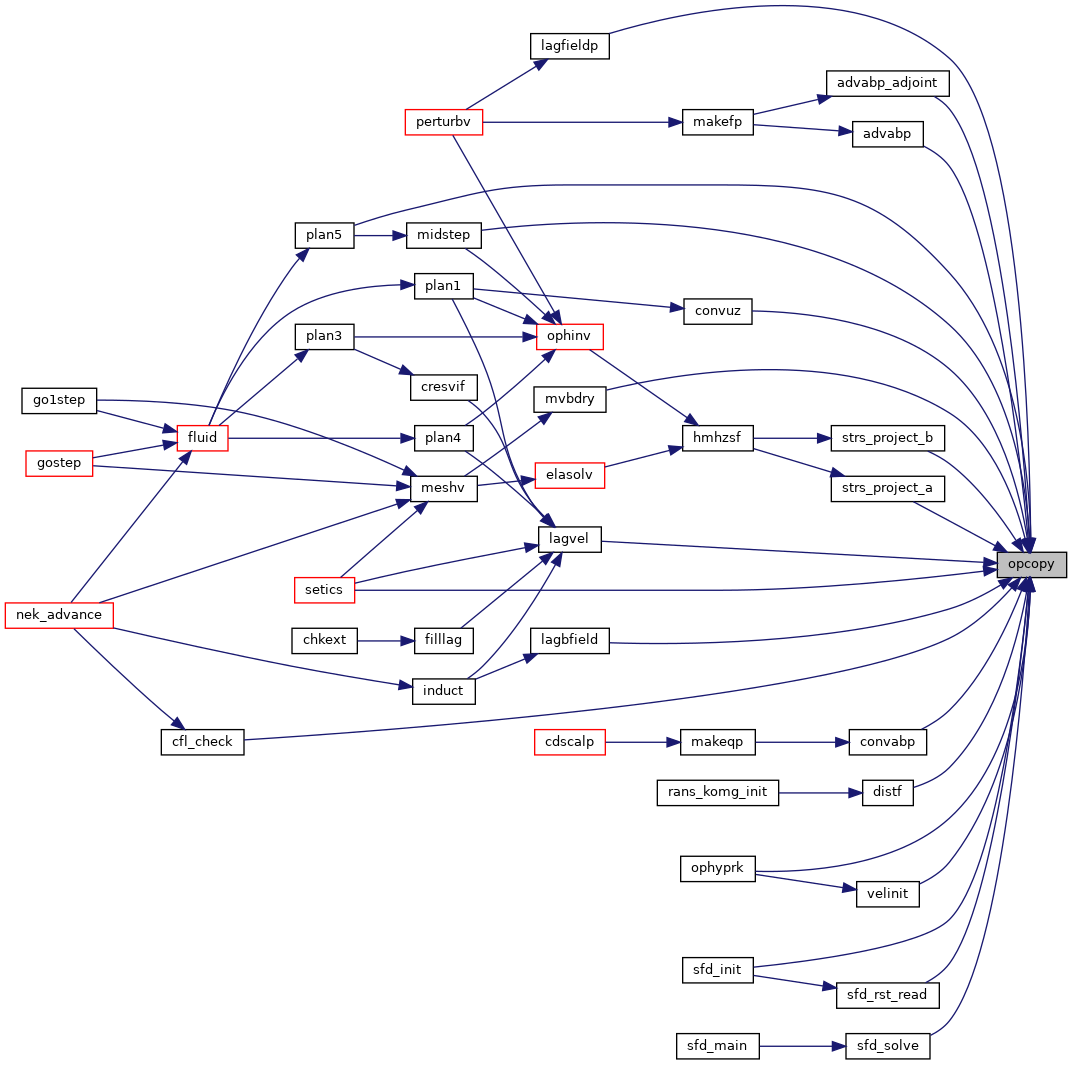 lagfieldp
advabp_adjoint
perturbv
makefp
advabp
plan5
midstep
plan1
convuz
plan3
ophinv
cresvif
mvbdry
go1step
fluid
plan4
hmhzsf
strs_project_b
gostep
elasolv
meshv
strs_project_a
lagvel
opcopy
setics
nek_advance
chkext
filllag
lagbfield
induct
cfl_check
cdscalp
makeqp
convabp
rans_komg_init
distf
ophyprk
velinit
sfd_init
sfd_rst_read
sfd_main
sfd_solve